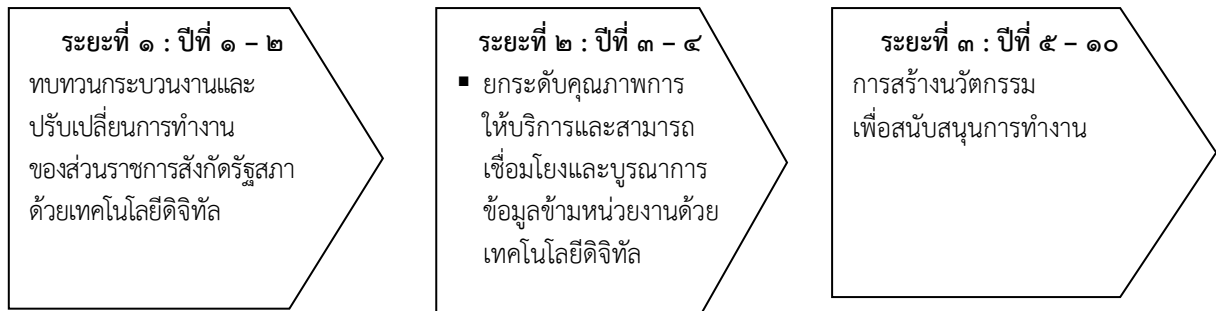 ระยะที่ ๑ : ปีที่ ๑ – ๒
ทบทวนกระบวนงานและ
ปรับเปลี่ยนการทำงาน
ของส่วนราชการสังกัดรัฐสภา
ด้วยเทคโนโลยีดิจิทัล
ระยะที่ ๒ : ปีที่ ๓ – ๔
▪ ยกระดับคุณภาพการ
ให้บริการและสามารถ
เชื่อมโยงและบูรณาการ
ข้อมูลข้ามหน่วยงานด้วย
เทคโนโลยีดิจิทัล
ระยะที่ ๓ : ปีที่ ๕ – ๑๐
การสร้างนวัตกรรม
เพื่อสนับสนุนการทำงาน